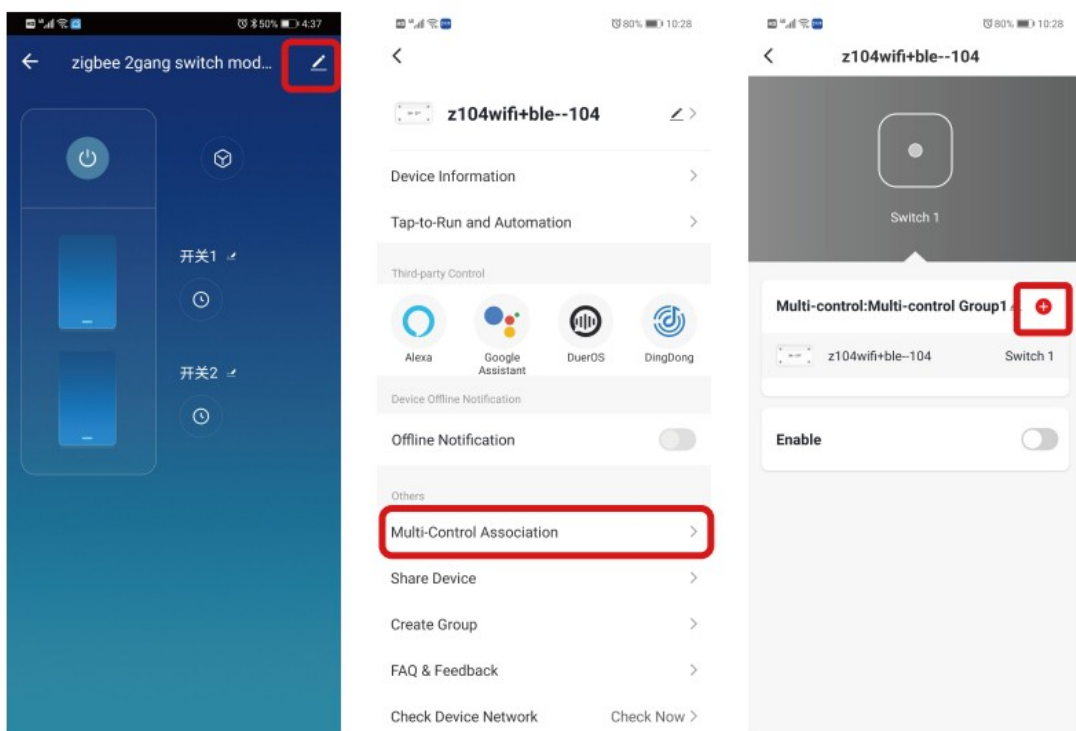 50% 4:37
zigbee 2gang switch mod...
开关1
开关2
80% 10:28
z104wifi+ble--104
Device Information
Tap-to-Run and Automation
Third-party Control
Alexa
Google
Assistant
DuerOS
DingDong
Device Offline Notification
Offline Notification
Others
Multi-Control Association
Share Device
Create Group
FAQ & Feedback
Check Device Network Check Now
80% 10:28
z104wifi+ble--104
Switch 1
Multi-control:Multi-control Group1
z104wifi+ble--104 Switch 1
Enable